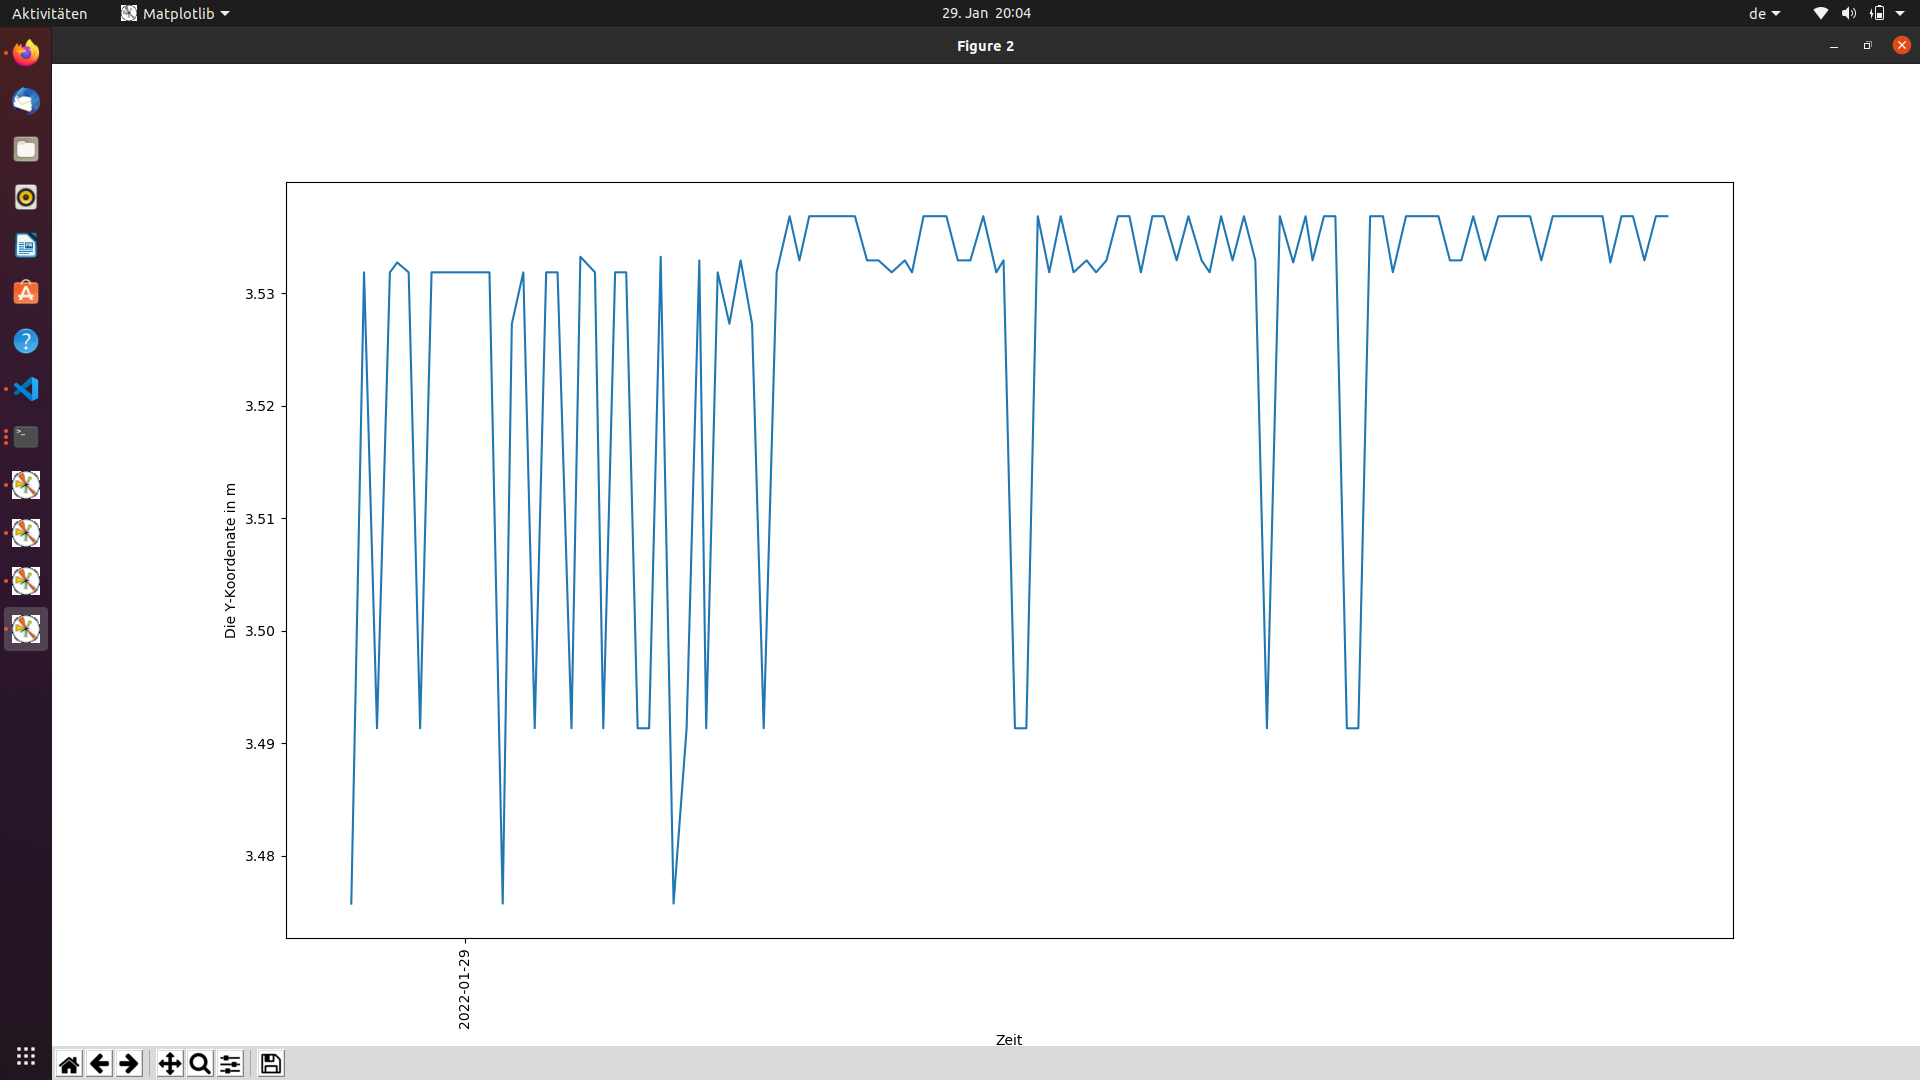 Aktivitäten
Matplotlib
29. Jan 20:04
de
Figure 2
3.53
3.52
3.51
3.50
3.49
3.48
Die Y-Koordenate in m
2022-01-29
Zeit